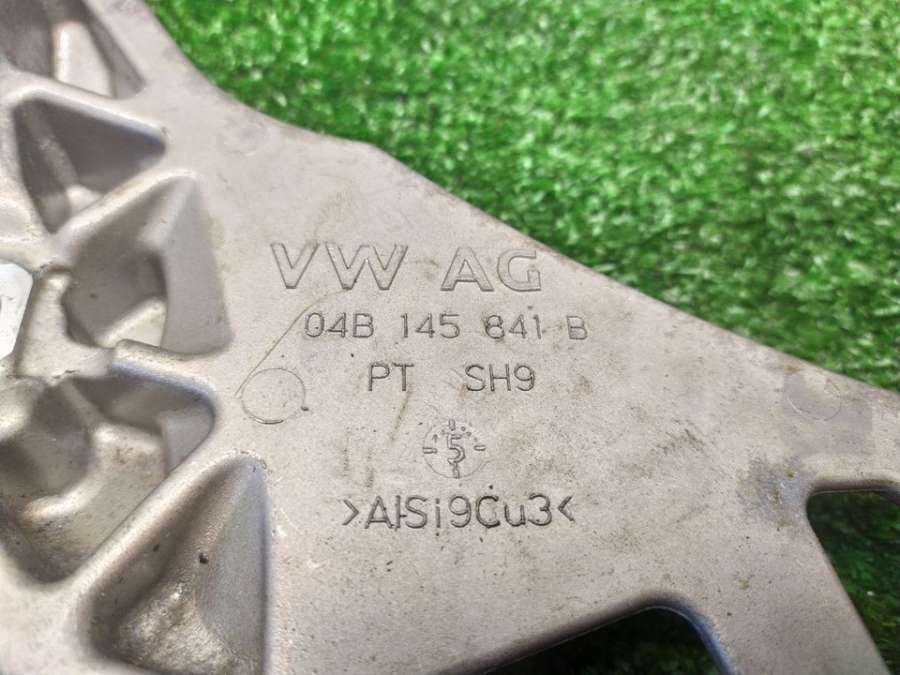 VW AG
04B 145 841 B
PT SH9
5
>AlSi9Cu3<